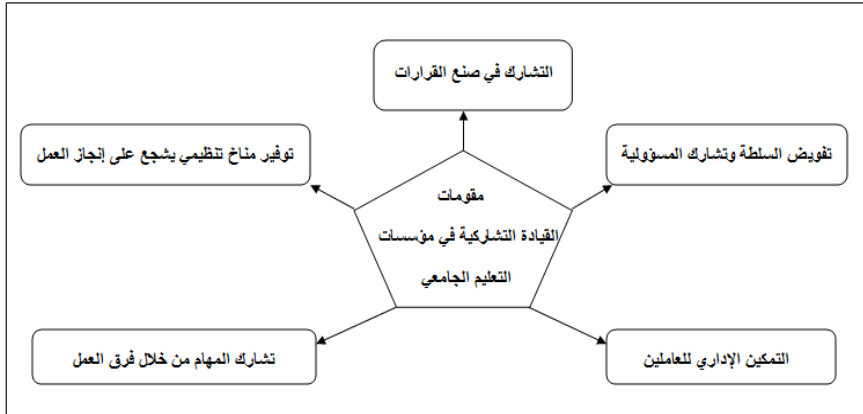 التشارك في صنع القرارات
تفويض السلطة وتشارك المسؤولية
توفير مناخ تنظيمي يشجع على إنجاز العمل
مقومات
القيادة التشاركية في مؤسسات
التعليم الجامعي
التمكين الإداري للعاملين
تشارك المهام من خلال فرق العمل